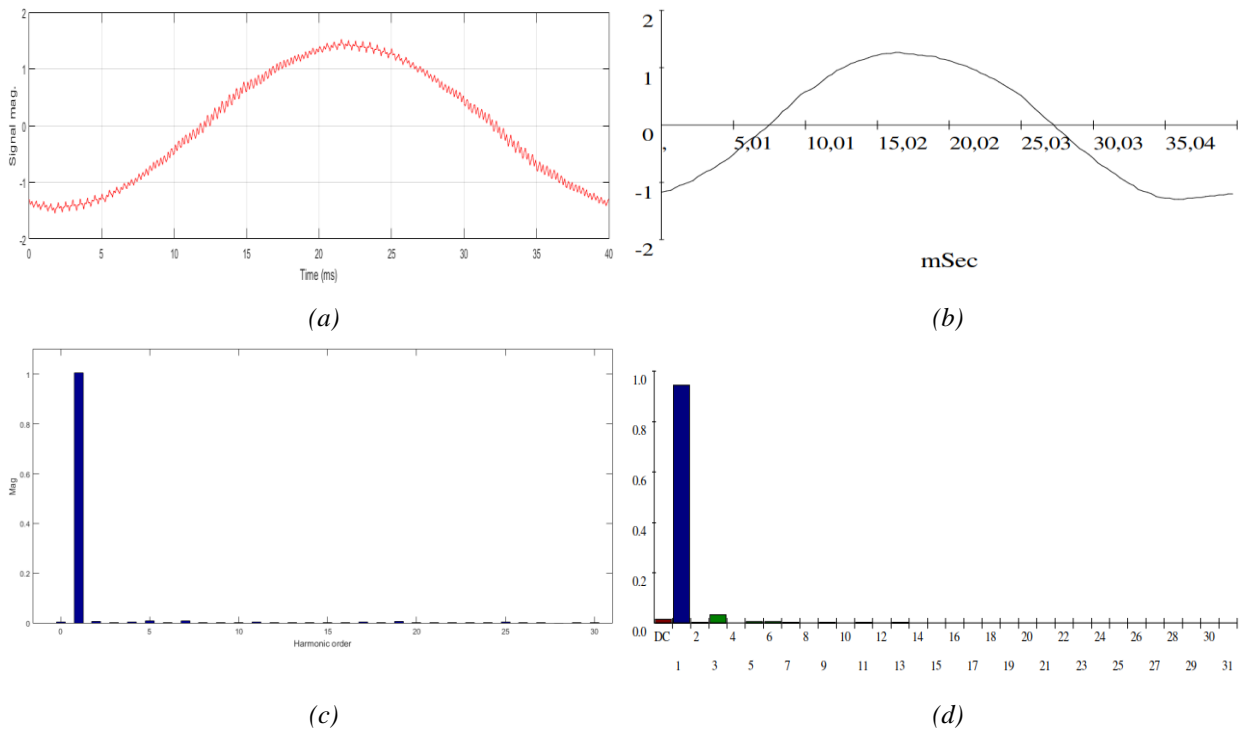 2
1
0
-1
-2
Signal mag.
0 5 10 15 20 25 30 35 40
Time (ms)
(a)
2
1
0
-1
-2
, 5,01 10,01 15,02 20,02 25,03 30,03 35,04
mSec
(b)
1
0.8
0.6
0.4
0.2
0
Mag
0 5 10 15 20 25 30
Harmonic order
(c)
1.0
0.8
0.6
0.4
0.2
0.0
DC 2 4 6 8 10 12 14 16 18 20 22 24 26 28 30
1 3 5 7 9 11 13 15 17 19 21 23 25 27 29 31
(d)